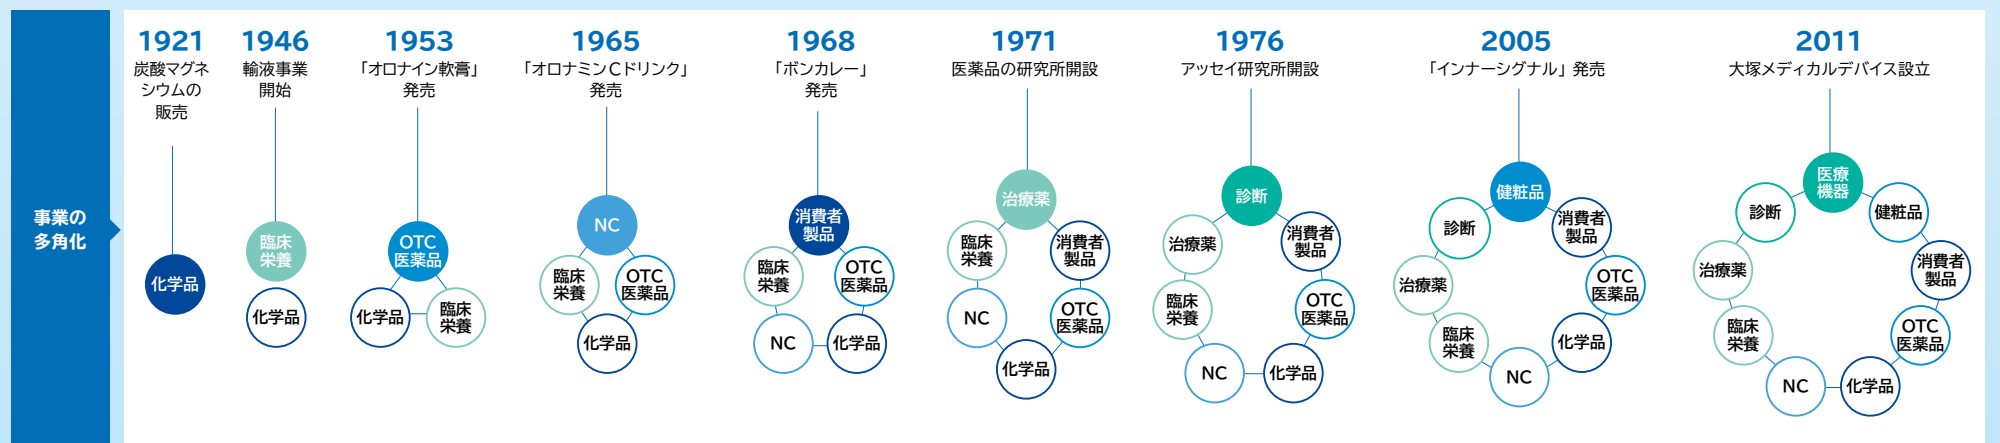 事業の
多角化
1921
炭酸マグネ
シウムの
販売
化学品
1946
輸液事業
開始
臨床
栄養
化学品
1953
「オロナイン軟膏」
発売
OTC
医薬品
化学品
臨床
栄養
1965
「オロナミンCドリンク」
発売
NC
臨床
栄養
OTC
医薬品
化学品
1968
「ボンカレー」
発売
消費者
製品
臨床
栄養
OTC
医薬品
NC
化学品
1971
医薬品の研究所開設
治療薬
臨床
栄養
消費者
製品
NC
OTC
医薬品
化学品
1976
アッセイ研究所開設
診断
治療薬
消費者
製品
臨床
栄養
OTC
医薬品
NC
化学品
2005
「インナーシグナル」発売
健粧品
診断
消費者
製品
治療薬
OTC
医薬品
臨床
栄養
化学品
NC
2011
大塚メディカルデバイス設立
医療
機器
診断
健粧品
治療薬
消費者
製品
臨床
栄養
OTC
医薬品
NC
化学品